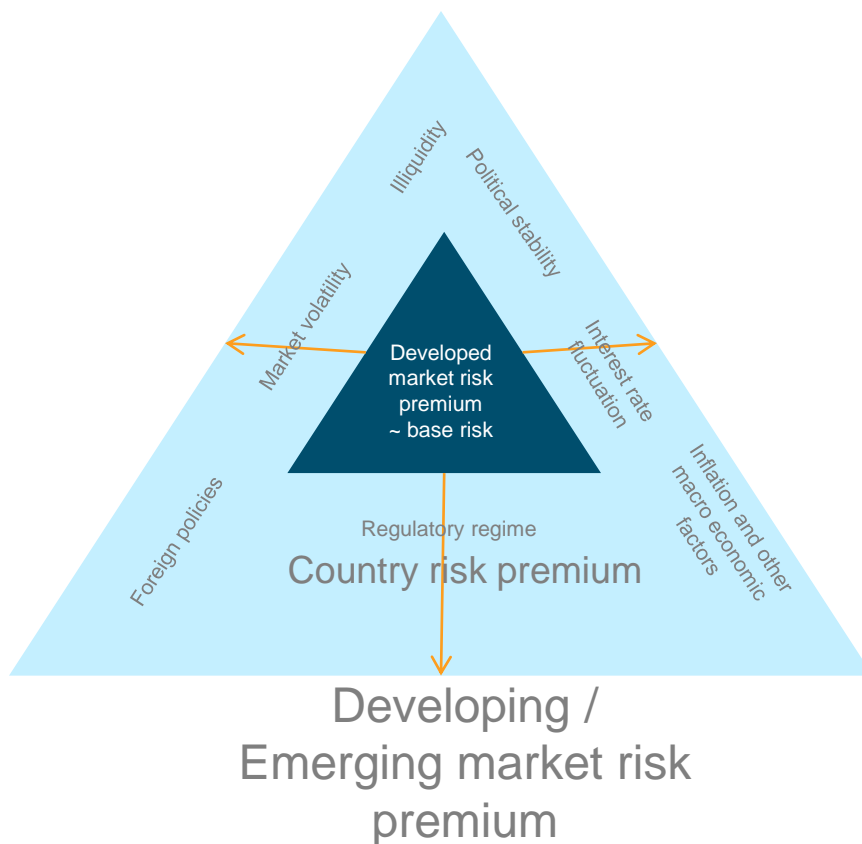 Illiquidity
Political stability
Market volatility
Interest rate
fluctuation
Developed
market risk
premium
~ base risk
Foreign policies
Inflation and other
macro economic
factors
Regulatory regime
Country risk premium
Developing /
Emerging market risk
premium